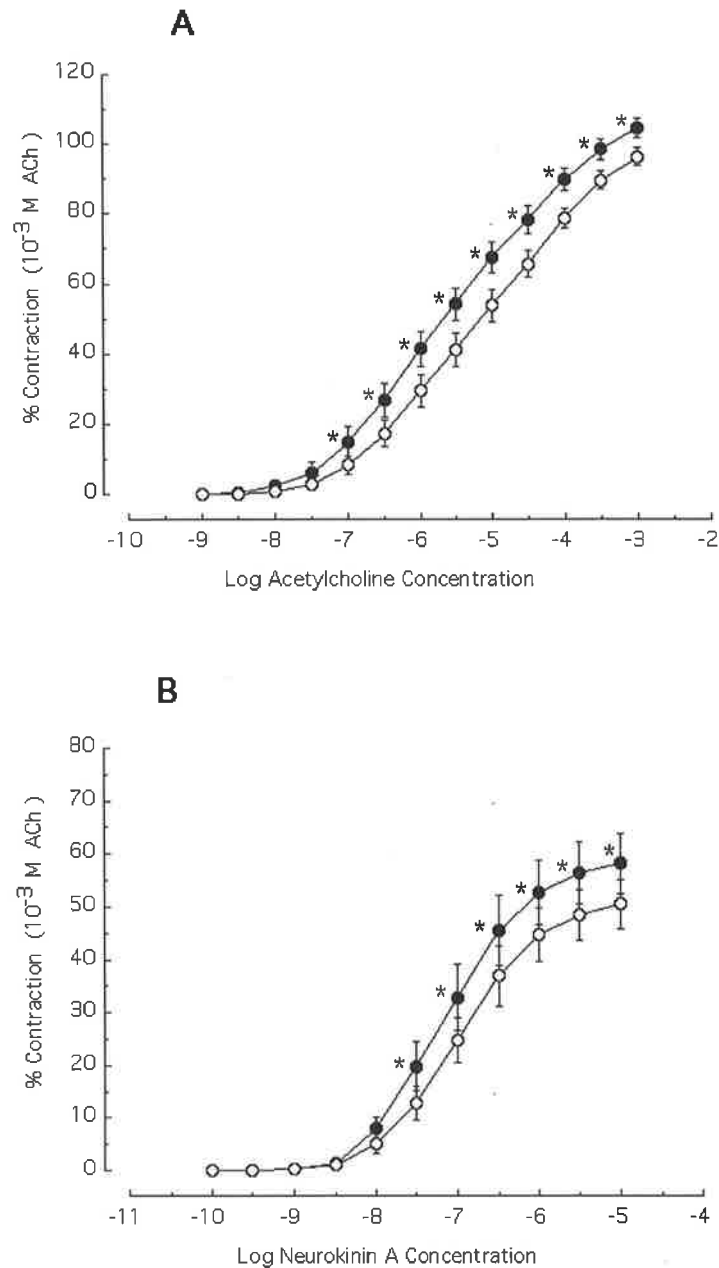 A
120
100
80
60
40
20
0
% Contraction (10⁻³ M ACh)
* * * * * * * * *
-10 -9 -8 -7 -6 -5 -4 -3 -2
Log Acetylcholine Concentration
B
80
70
60
50
40
30
20
10
0
% Contraction (10⁻³ M ACh)
* * * * * *
-11 -10 -9 -8 -7 -6 -5 -4
Log Neurokinin A Concentration